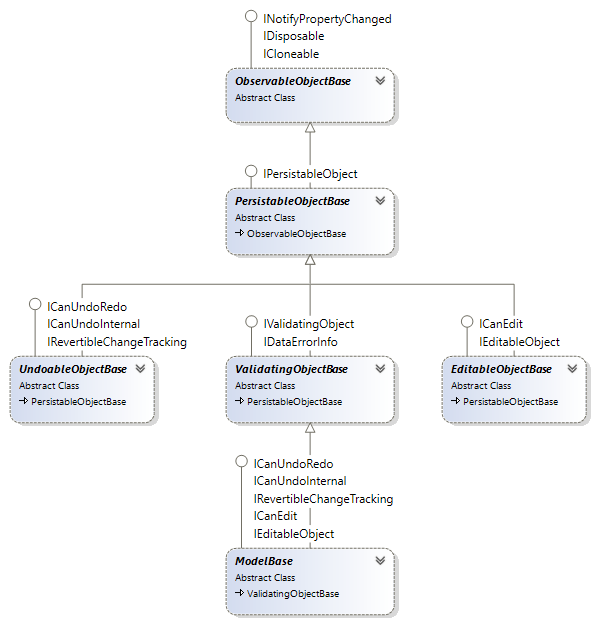 INotifyPropertyChanged
IDisposable
ICloneable
ObservableObjectBase
Abstract Class
IPersistableObject
PersistableObjectBase
Abstract Class
ObservableObjectBase
ICanUndoRedo
ICanUndoInternal
IRevertibleChangeTracking
UndoableObjectBase
Abstract Class
PersistableObjectBase
IValidatingObject
IDataErrorInfo
ValidatingObjectBase
Abstract Class
PersistableObjectBase
ICanEdit
IEditableObject
EditableObjectBase
Abstract Class
PersistableObjectBase
ICanUndoRedo
ICanUndoInternal
IRevertibleChangeTracking
ICanEdit
IEditableObject
ModelBase
Abstract Class
ValidatingObjectBase